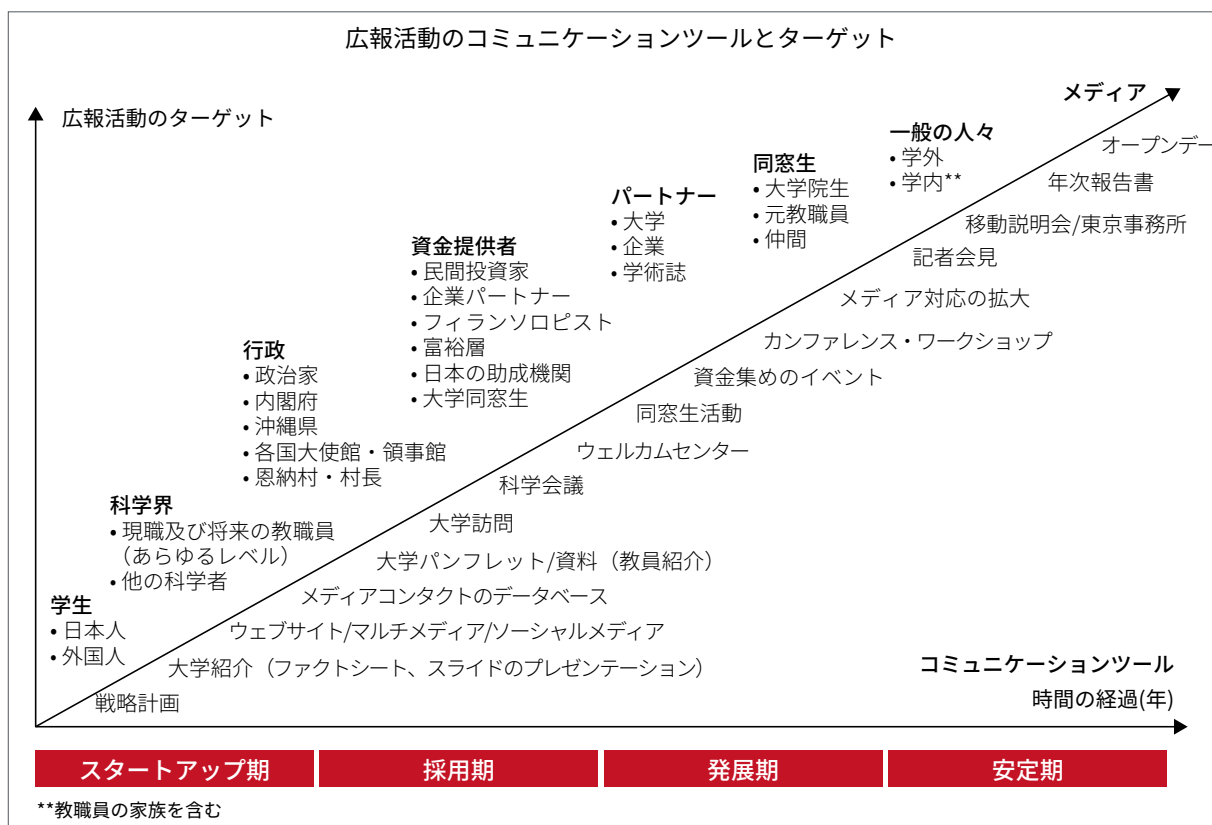 広報活動のコミュニケーションツールとターゲット
広報活動のターゲット
メディア
一般の人々
• 学外
• 学内**
同窓生
• 大学院生
• 元教職員
• 仲間
パートナー
• 大学
• 企業
• 学術誌
資金提供者
• 民間投資家
• 企業パートナー
• フィランソロピスト
• 富裕層
• 日本の助成機関
• 大学同窓生
行政
• 政治家
• 内閣府
• 沖縄県
• 各国大使館・領事館
• 恩納村・村長
科学界
• 現職及び将来の教職員
（あらゆるレベル）
• 他の科学者
学生
• 日本人
• 外国人
オープンデー
年次報告書
移動説明会/東京事務所
記者会見
メディア対応の拡大
カンファレンス・ワークショップ
資金集めのイベント
同窓生活動
ウェルカムセンター
科学会議
大学訪問
大学パンフレット/資料（教員紹介）
メディアコンタクトのデータベース
ウェブサイト/マルチメディア/ソーシャルメディア
大学紹介（ファクトシート、スライドのプレゼンテーション）
戦略計画
コミュニケーションツール
時間の経過(年)
スタートアップ期
採用期
発展期
安定期
**教職員の家族を含む